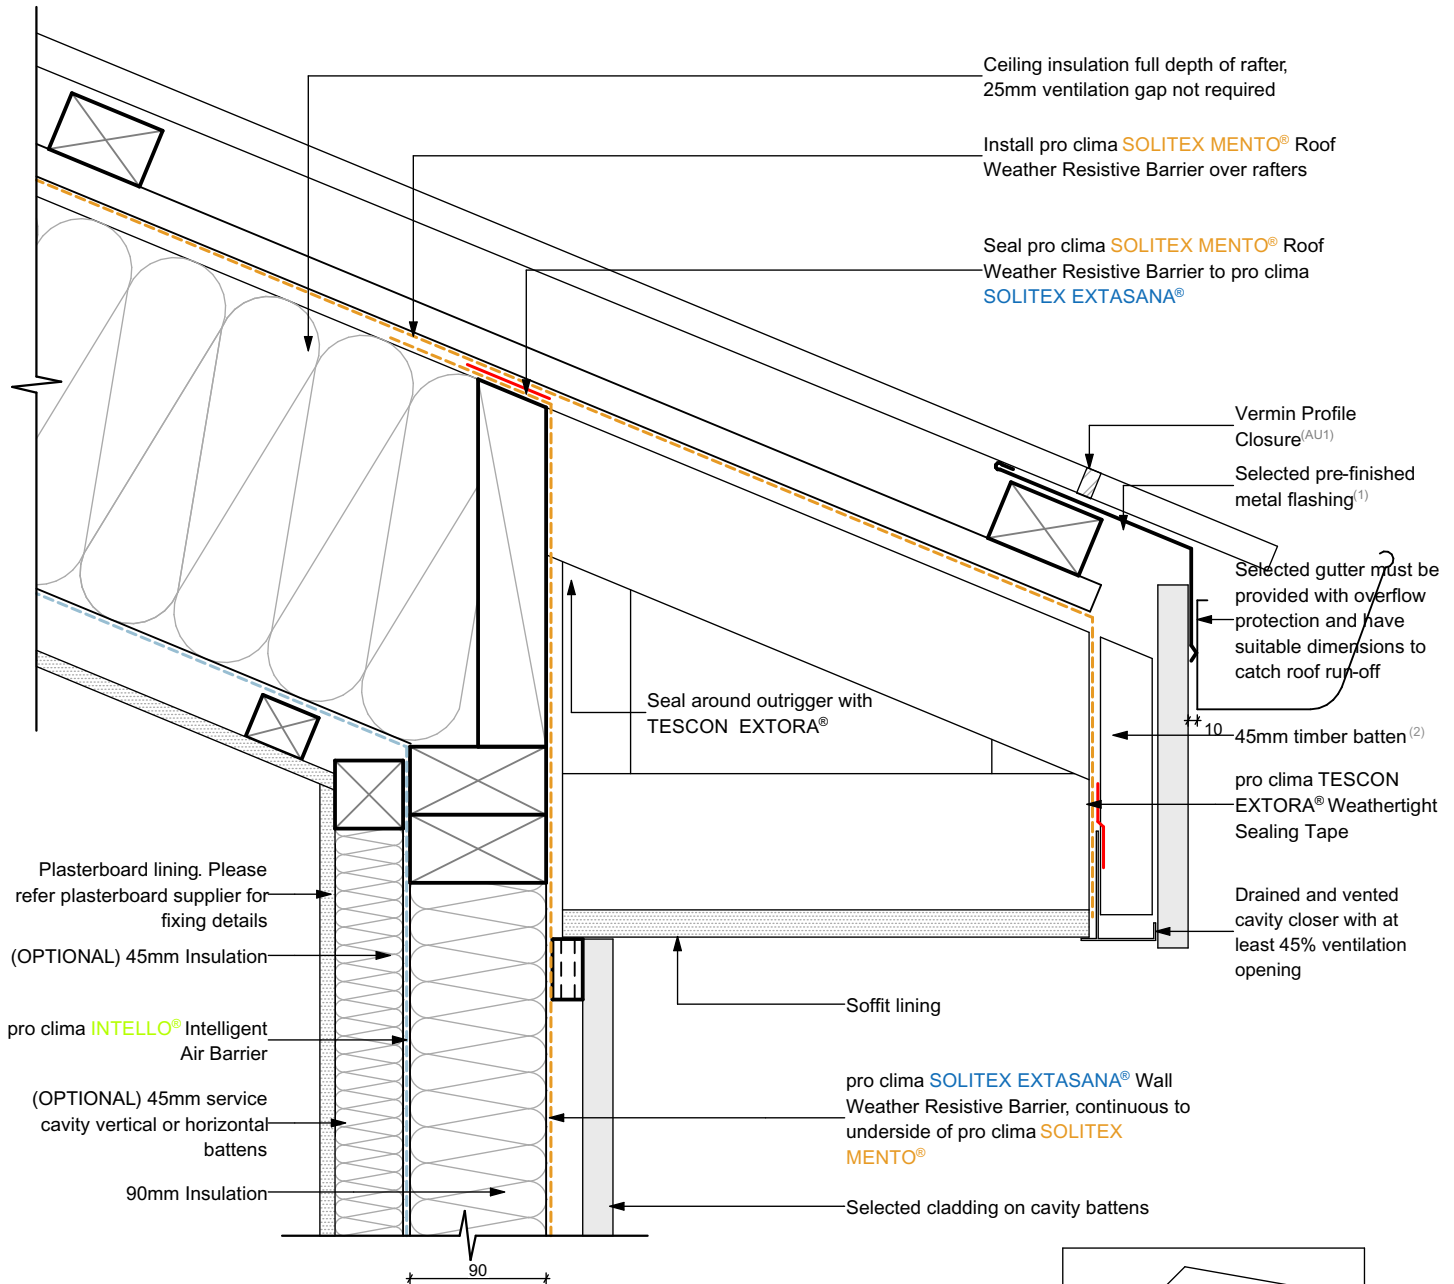 Ceiling insulation full depth of rafter,
25mm ventilation gap not required
Install pro clima SOLITEX MENTO® Roof
Weather Resistive Barrier over rafters
Seal pro clima SOLITEX MENTO® Roof
Weather Resistive Barrier to pro clima
SOLITEX EXTASANA®
Vermin Profile
Closure(AU1)
Selected pre-finished
metal flashing(1)
Selected gutter must be
provided with overflow
protection and have
suitable dimensions to
catch roof run-off
Seal around outrigger with
TESCON EXTORA®
10
45mm timber batten(2)
pro clima TESCON
EXTORA® Weathertight
Sealing Tape
Drained and vented
cavity closer with at
least 45% ventilation
opening
Plasterboard lining. Please
refer plasterboard supplier for
fixing details
(OPTIONAL) 45mm Insulation
pro clima INTELLO® Intelligent
Air Barrier
(OPTIONAL) 45mm service
cavity vertical or horizontal
battens
90mm Insulation
Soffit lining
pro clima SOLITEX EXTASANA® Wall
Weather Resistive Barrier, continuous to
underside of pro clima SOLITEX
MENTO®
Selected cladding on cavity battens
90